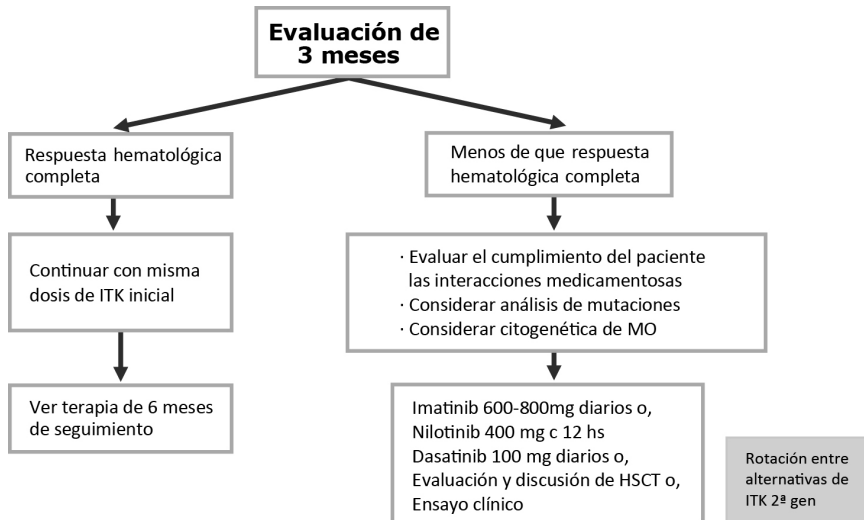 Evaluación de
3 meses
Respuesta hematológica
completa
Menos de que respuesta
hematológica completa
Continuar con misma
dosis de ITK inicial
· Evaluar el cumplimiento del paciente
las interacciones medicamentosas
· Considerar análisis de mutaciones
· Considerar citogenética de MO
Ver terapia de 6 meses
de seguimiento
Imatinib 600-800mg diarios o,
Nilotinib 400 mg c 12 hs
Dasatinib 100 mg diarios o,
Evaluación y discusión de HSCT o,
Ensayo clínico
Rotación entre
alternativas de
ITK 2ª gen